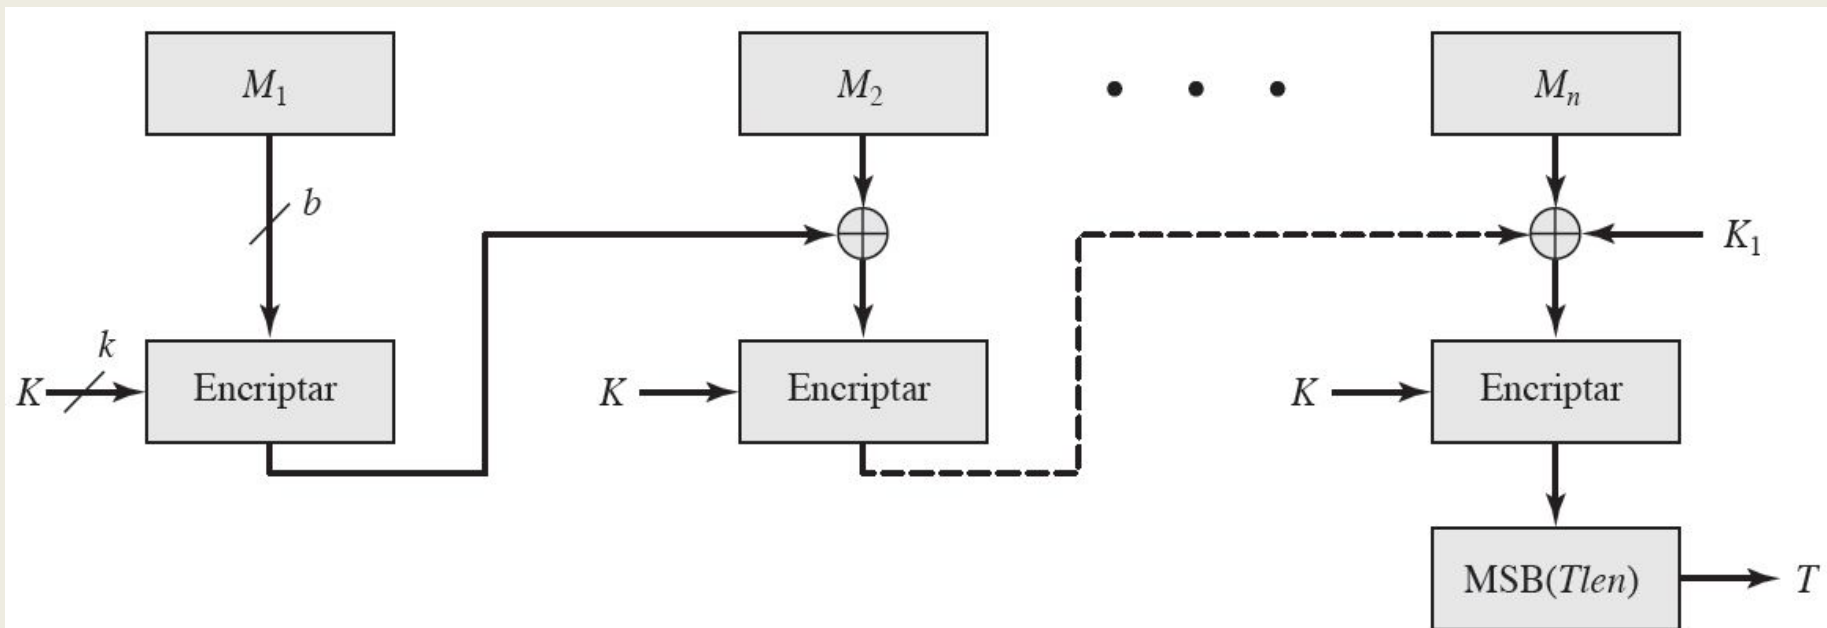 M₁
M₂
• • •
Mₙ
b
K₁
k
K
Encriptar
K
Encriptar
K
Encriptar
MSB(Tlen)
T